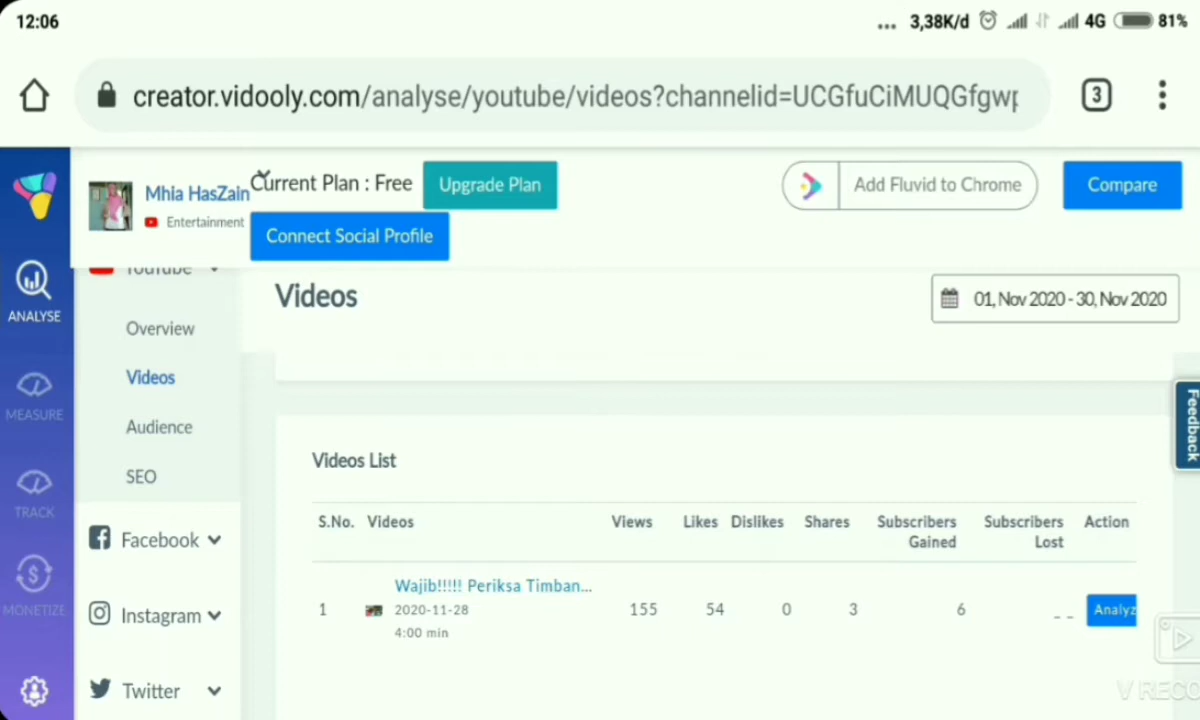 12:06
... 3,38K/d 4G 81%
creator.vidooly.com/analyse/youtube/videos?channelid=UCGfuCiMUQGfgwp
3
Mhia HasZain
Entertainment
Current Plan : Free
Upgrade Plan
Connect Social Profile
Add Fluvid to Chrome
Compare
ANALYSE
MEASURE
TRACK
MONETIZE
YouTube
Overview
Videos
Audience
SEO
Facebook
Instagram
Twitter
Videos
01, Nov 2020 - 30, Nov 2020
Feedback
Videos List
S.No. Videos Views Likes Dislikes Shares Subscribers Gained Subscribers Lost Action
Wajib!!!!! Periksa Timban...
1 2020-11-28 155 54 0 3 6 _ _ Analyz
4:00 min
V RECO